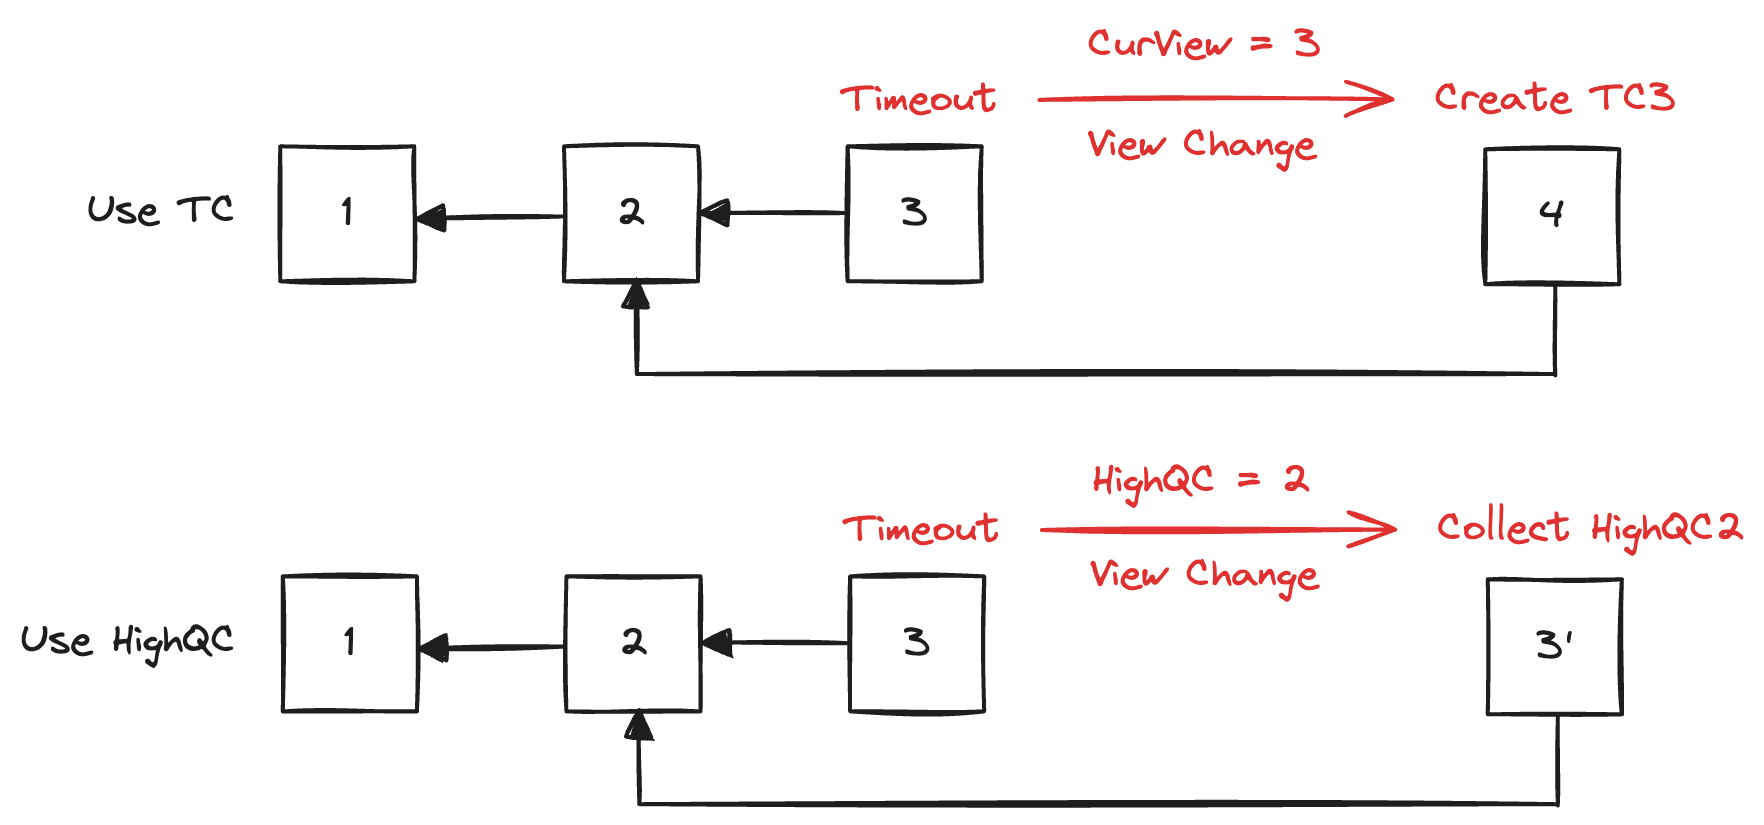 CurView = 3
Timeout
Create TC3
View Change
Use TC
1
2
3
4
HighQC = 2
Timeout
Collect HighQC2
View Change
Use HighQC
1
2
3
3'